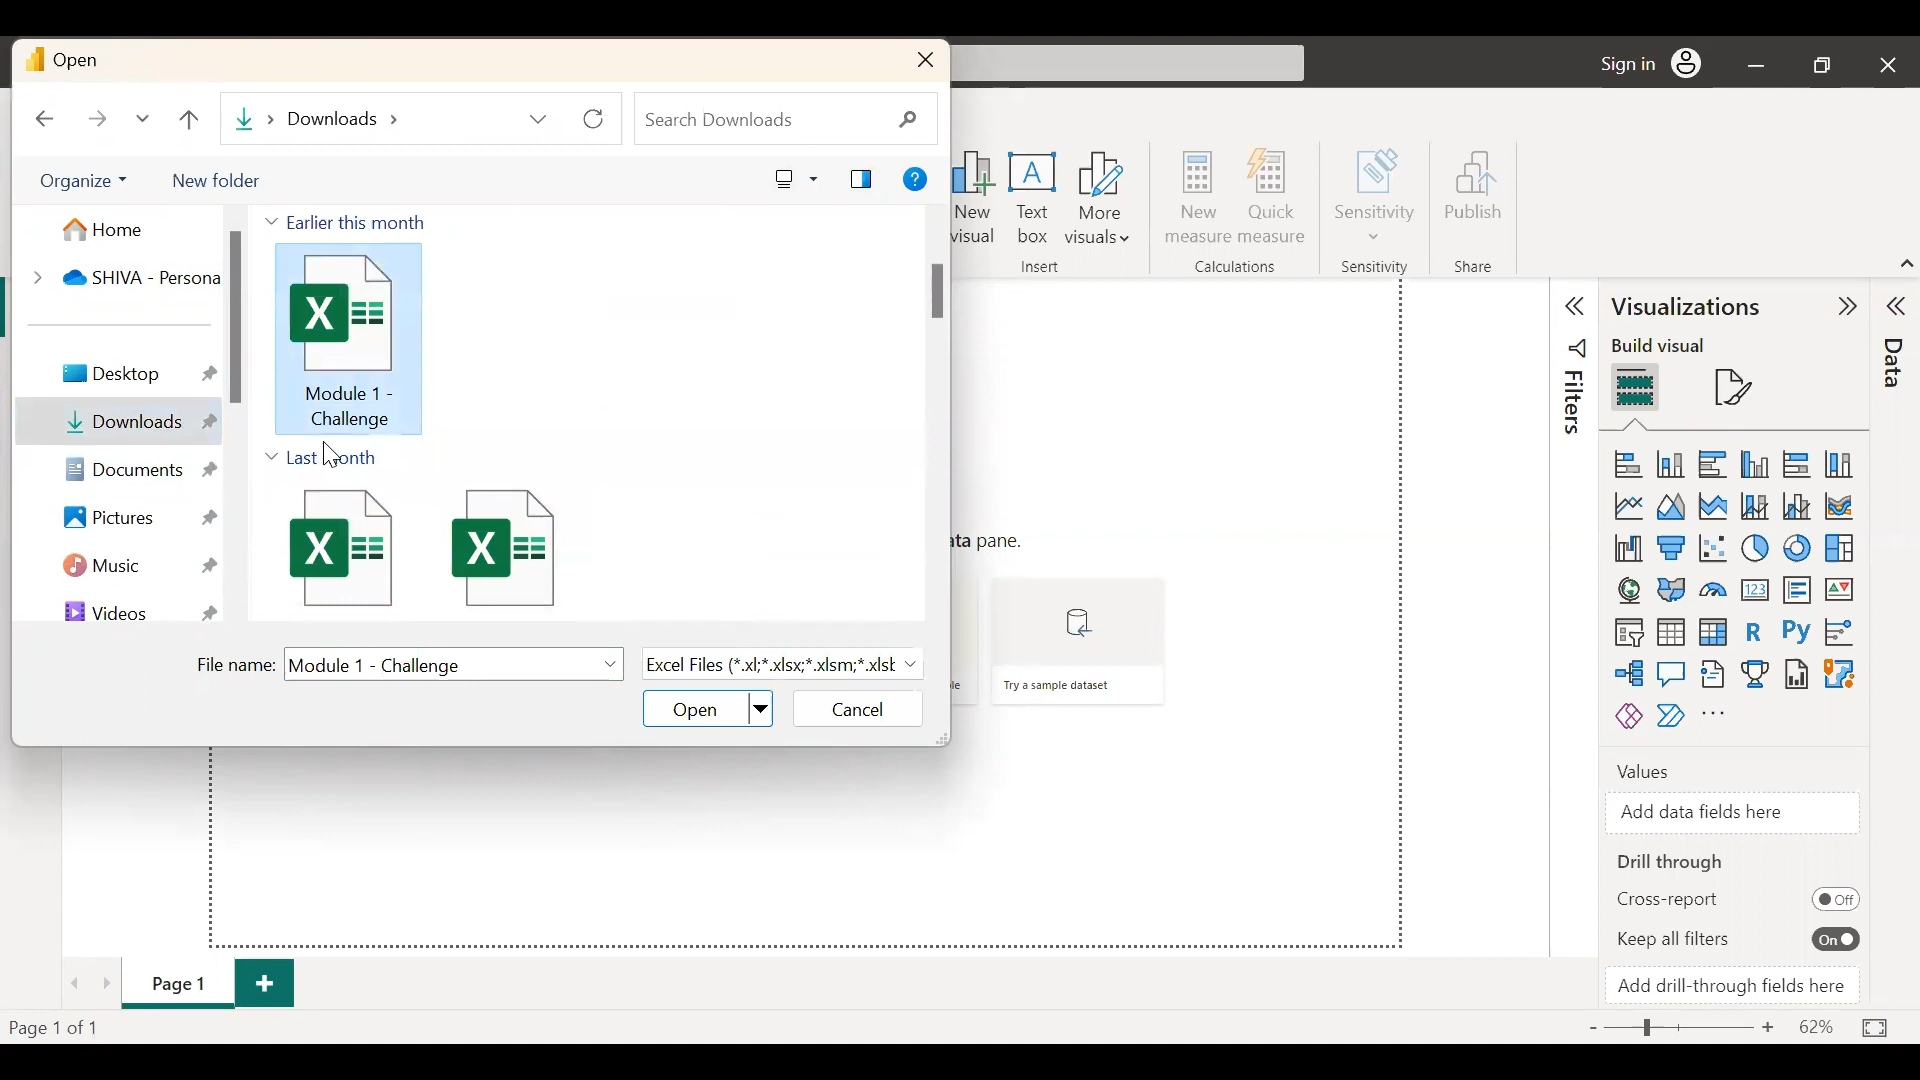 Open
Sign in
Downloads
Search Downloads
Organize
New folder
Home
SHIVA - Persona
Desktop
Downloads
Documents
Pictures
Music
Videos
Earlier this month
Module 1 -
Challenge
Last
File name:
Module 1 - Challenge
Excel Files (*.xl;*.xlsx;*.xlsm;*.xlsb
Open
Cancel
New
visual
Text
box
A
More
visuals
Insert
New
measure
Quick
measure
Calculations
Sensitivity
Sensitivity
Publish
Share
ata pane.
le
Try a sample dataset
Filters
Visualizations
Build visual
123
R
Py
Values
Add data fields here
Drill through
Cross-report
Off
Keep all filters
On
Add drill-through fields here
Data
Page 1
Page 1 of 1
62%